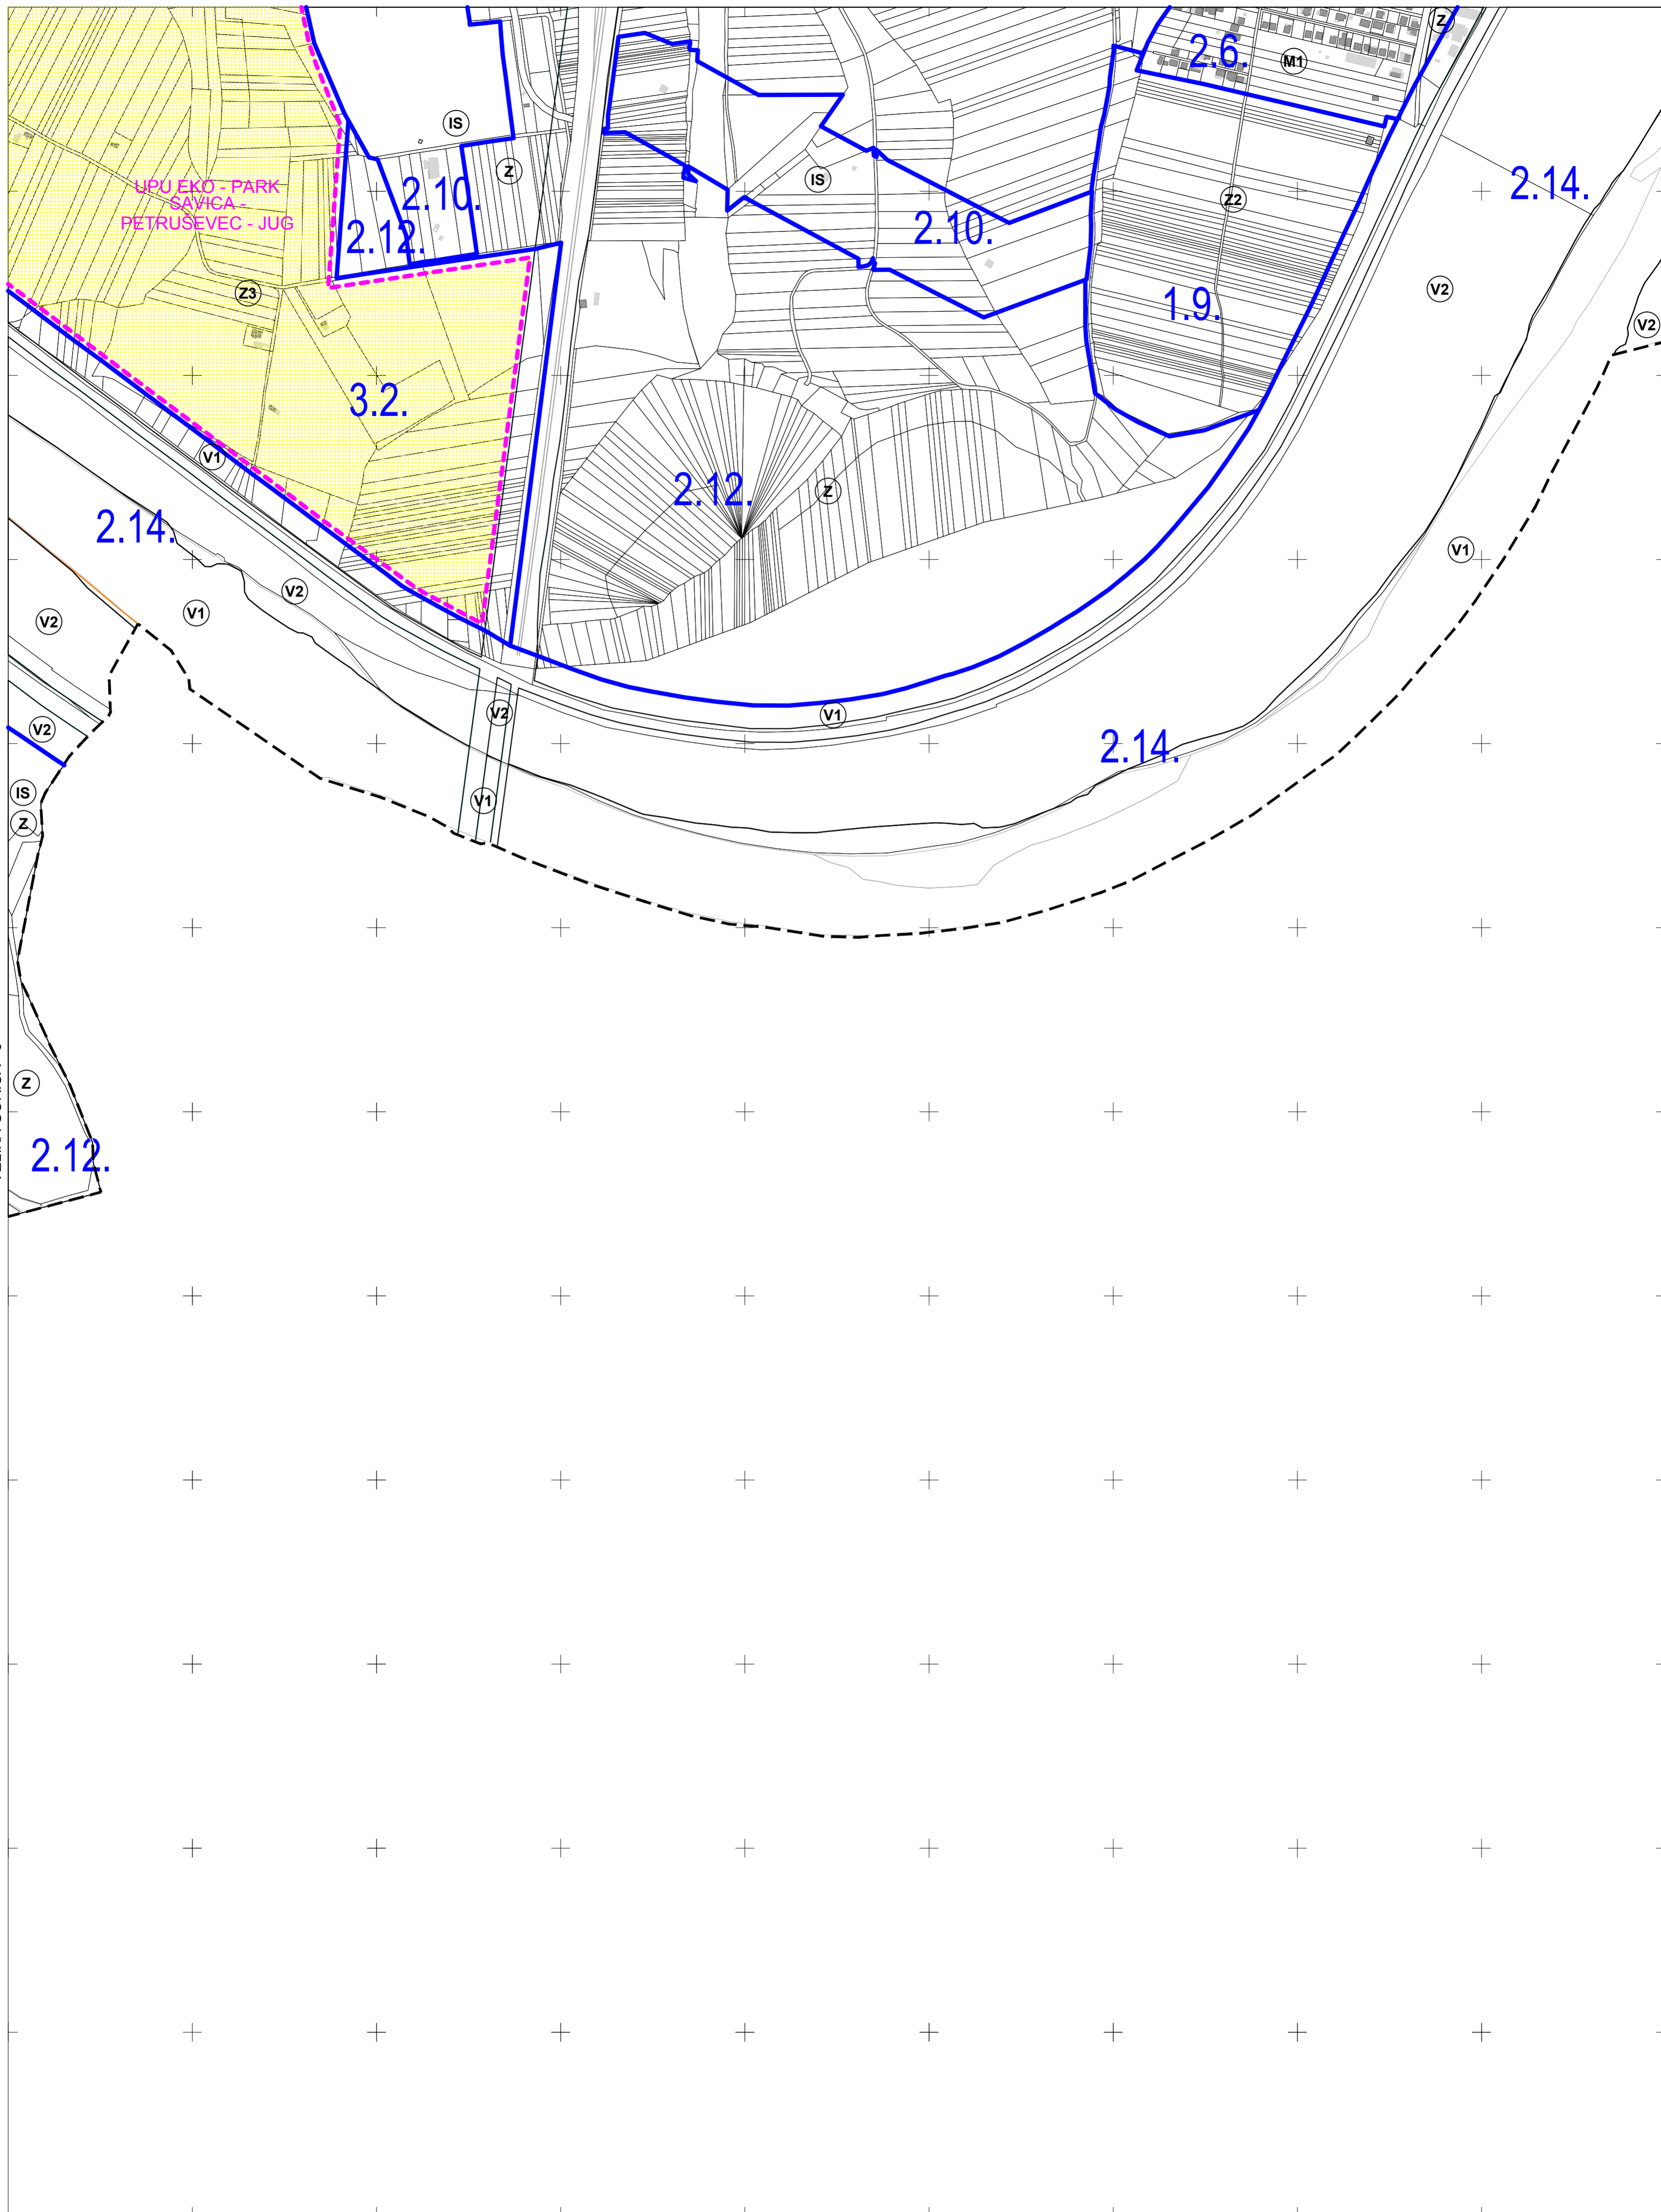 Z
2.6.
M1
IS
Z
UPU EKO - PARK
SAVICA -
PETRUŠEVEC - JUG
2.10.
2.12.
IS
2.10.
Z2
2.14.
Z3
1.9.
V2
V2
3.2.
V1
2.12.
Z
2.14.
V1
V2
V1
V2
V2
V1
V2
2.14.
IS
V1
Z
Z
2.12.